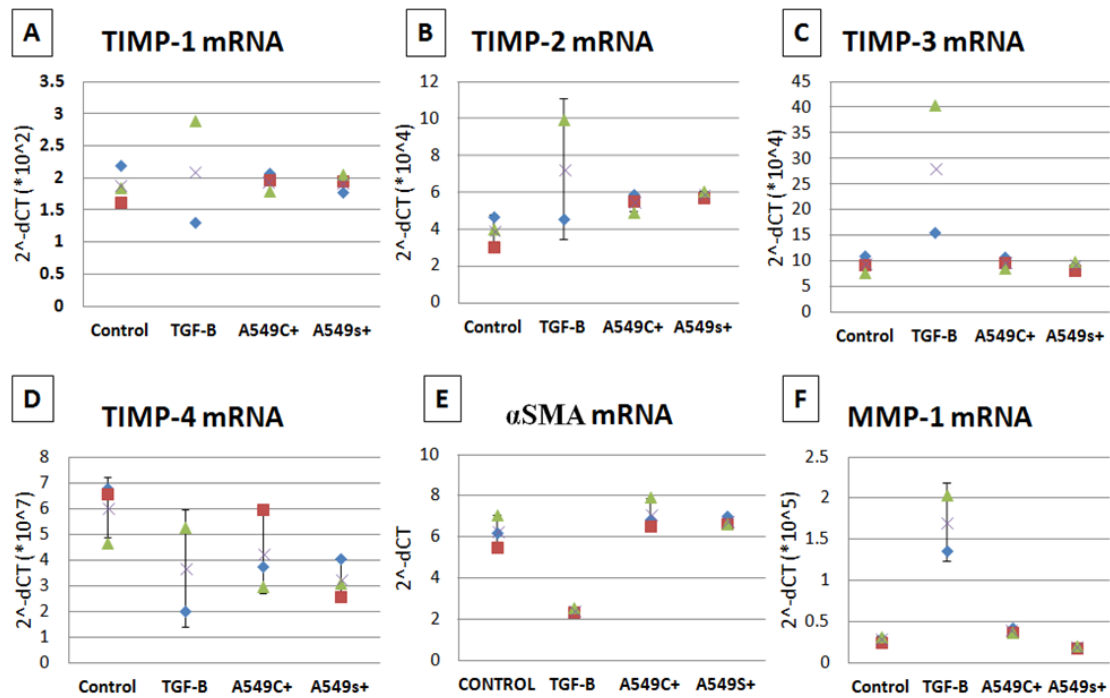 A
TIMP-1 mRNA
2^-dCT (*10^2)
3.5
3
2.5
2
1.5
1
0.5
0
Control TGF-B A549C+ A549s+
B
TIMP-2 mRNA
2^-dCT (*10^4)
12
10
8
6
4
2
0
Control TGF-B A549C+ A549s+
C
TIMP-3 mRNA
2^-dCT (*10^4)
45
40
35
30
25
20
15
10
5
0
Control TGF-B A549C+ A549s+
D
TIMP-4 mRNA
2^-dCT (*10^7)
8
7
6
5
4
3
2
1
0
Control TGF-B A549C+ A549s+
E
αSMA mRNA
2^-dCT
10
8
6
4
2
0
CONTROL TGF-B A549C+ A549S+
F
MMP-1 mRNA
2^-dCT (*10^5)
2.5
2
1.5
1
0.5
0
Control TGF-B A549C+ A549s+